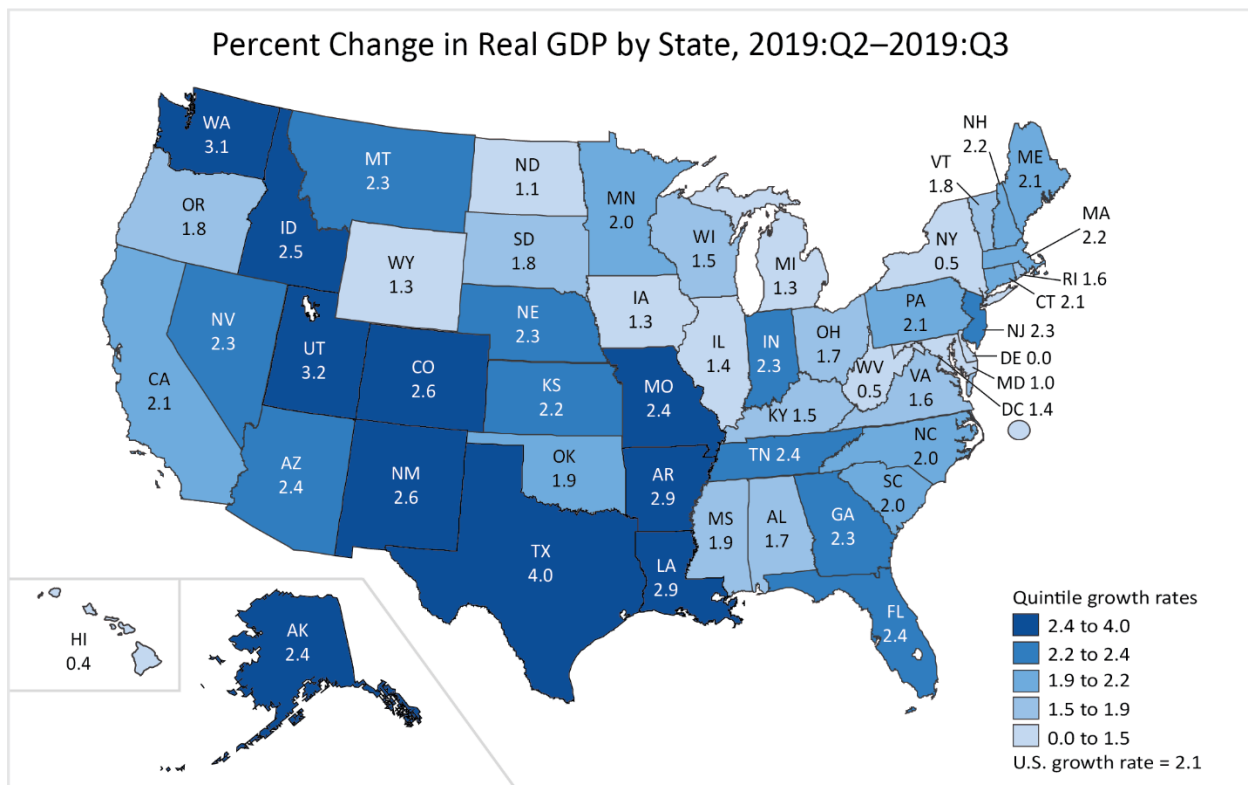 Percent Change in Real GDP by State, 2019:Q2–2019:Q3
WA
3.1
MT
2.3
ND
1.1
MN
2.0
NH
2.2
VT
1.8
ME
2.1
OR
1.8
ID
2.5
SD
1.8
WI
1.5
MI
1.3
NY
0.5
MA
2.2
RI 1.6
CT 2.1
WY
1.3
IA
1.3
PA
2.1
NJ 2.3
NV
2.3
NE
2.3
IL
1.4
IN
2.3
OH
1.7
DE 0.0
MD 1.0
DC 1.4
UT
3.2
CO
2.6
CA
2.1
KS
2.2
MO
2.4
WV
0.5
VA
1.6
KY 1.5
AZ
2.4
NM
2.6
OK
1.9
AR
2.9
TN 2.4
NC
2.0
SC
2.0
MS
1.9
AL
1.7
GA
2.3
TX
4.0
LA
2.9
FL
2.4
HI
0.4
AK
2.4
Quintile growth rates
2.4 to 4.0
2.2 to 2.4
1.9 to 2.2
1.5 to 1.9
0.0 to 1.5
U.S. growth rate = 2.1